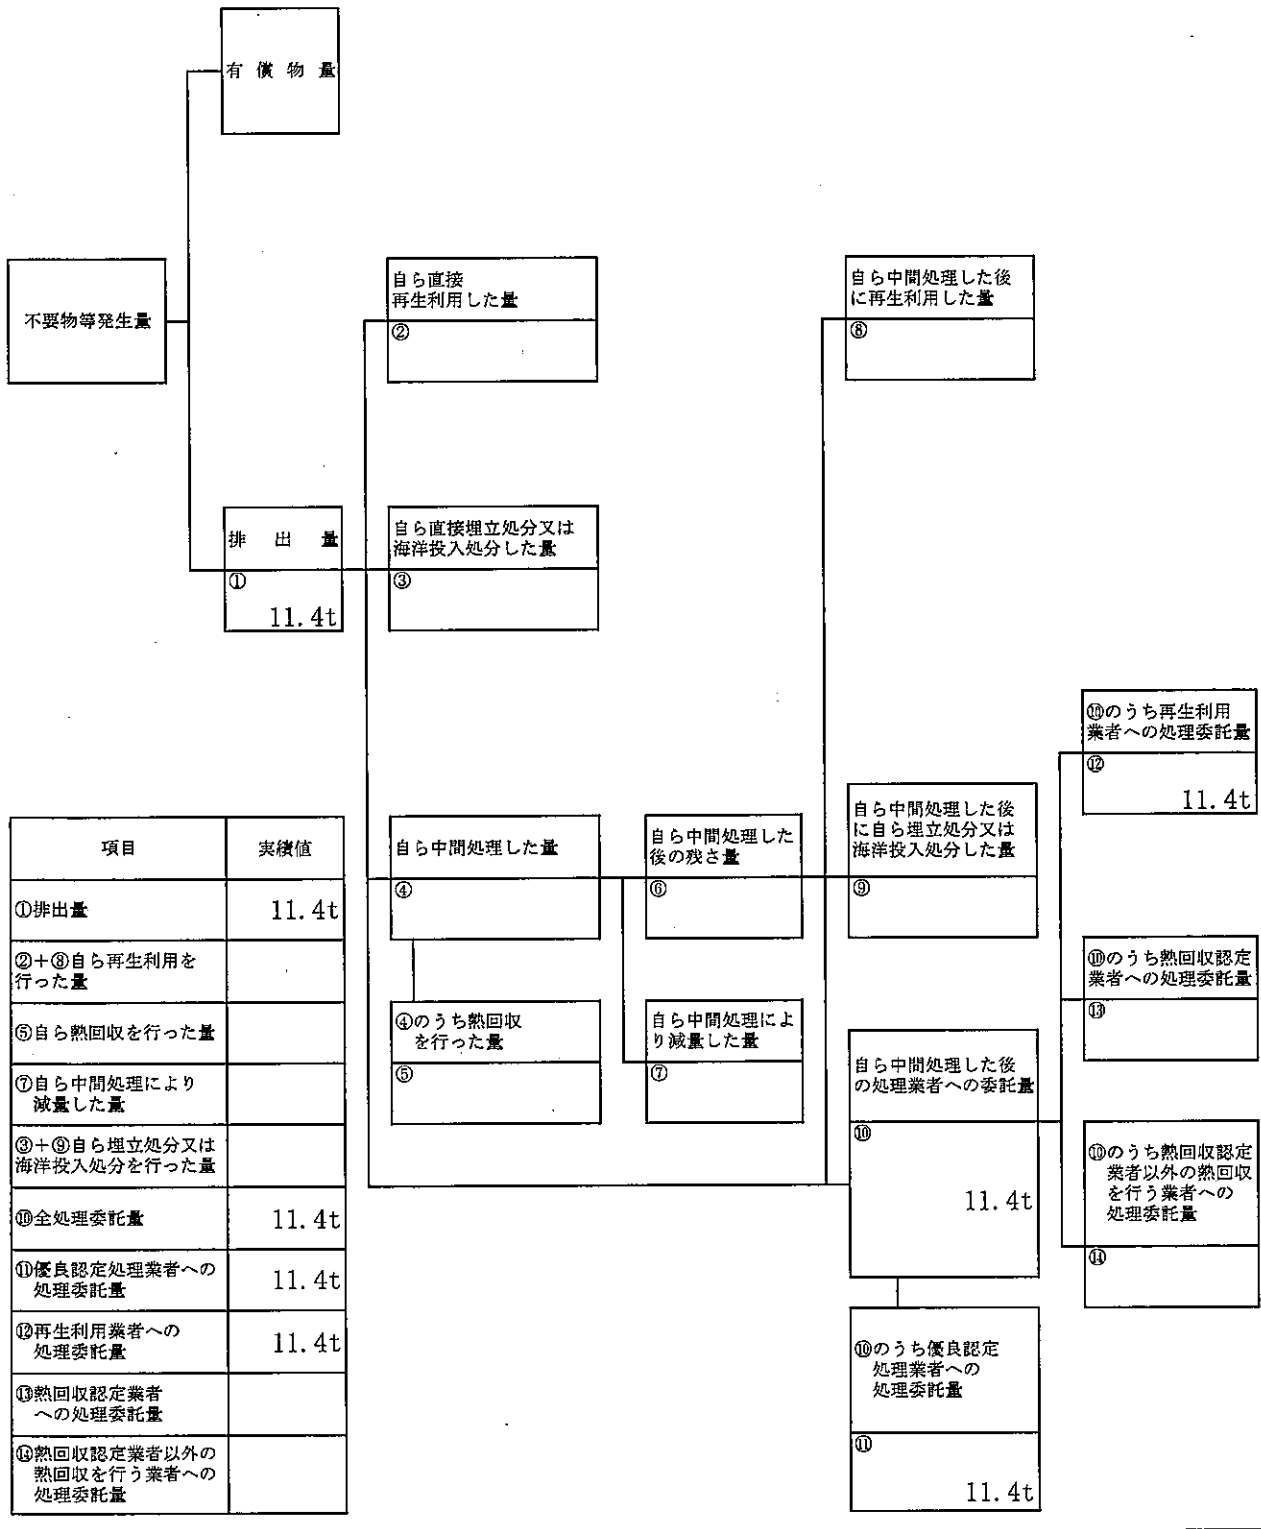 有償物量
不要物等発生量
自ら直接
再生利用した量
②
自ら中間処理した後
に再生利用した量
⑧
排出量
①
11.4t
自ら直接埋立処分又は
海洋投入処分した量
③
⑩のうち再生利用
業者への処理委託量
⑫
11.4t
自ら中間処理した量
④
自ら中間処理した
後の残さ量
⑥
自ら中間処理した後
に自ら埋立処分又は
海洋投入処分した量
⑨
⑩のうち熱回収認定
業者への処理委託量
⑬
④のうち熱回収
を行った量
⑤
自ら中間処理によ
り減量した量
⑦
自ら中間処理した後
の処理業者への委託量
⑩
11.4t
⑩のうち熱回収認定
業者以外の熱回収
を行う業者への
処理委託量
⑭
⑩のうち優良認定
処理業者への
処理委託量
⑪
11.4t
項目 実績値
①排出量 11.4t
②+⑧自ら再生利用を
行った量
⑤自ら熱回収を行った量
⑦自ら中間処理により
減量した量
③+⑨自ら埋立処分又は
海洋投入処分を行った量
⑩全処理委託量 11.4t
⑪優良認定処理業者への
処理委託量 11.4t
⑫再生利用業者への
処理委託量 11.4t
⑬熱回収認定業者
への処理委託量
⑭熱回収認定業者以外の
熱回収を行う業者への
処理委託量